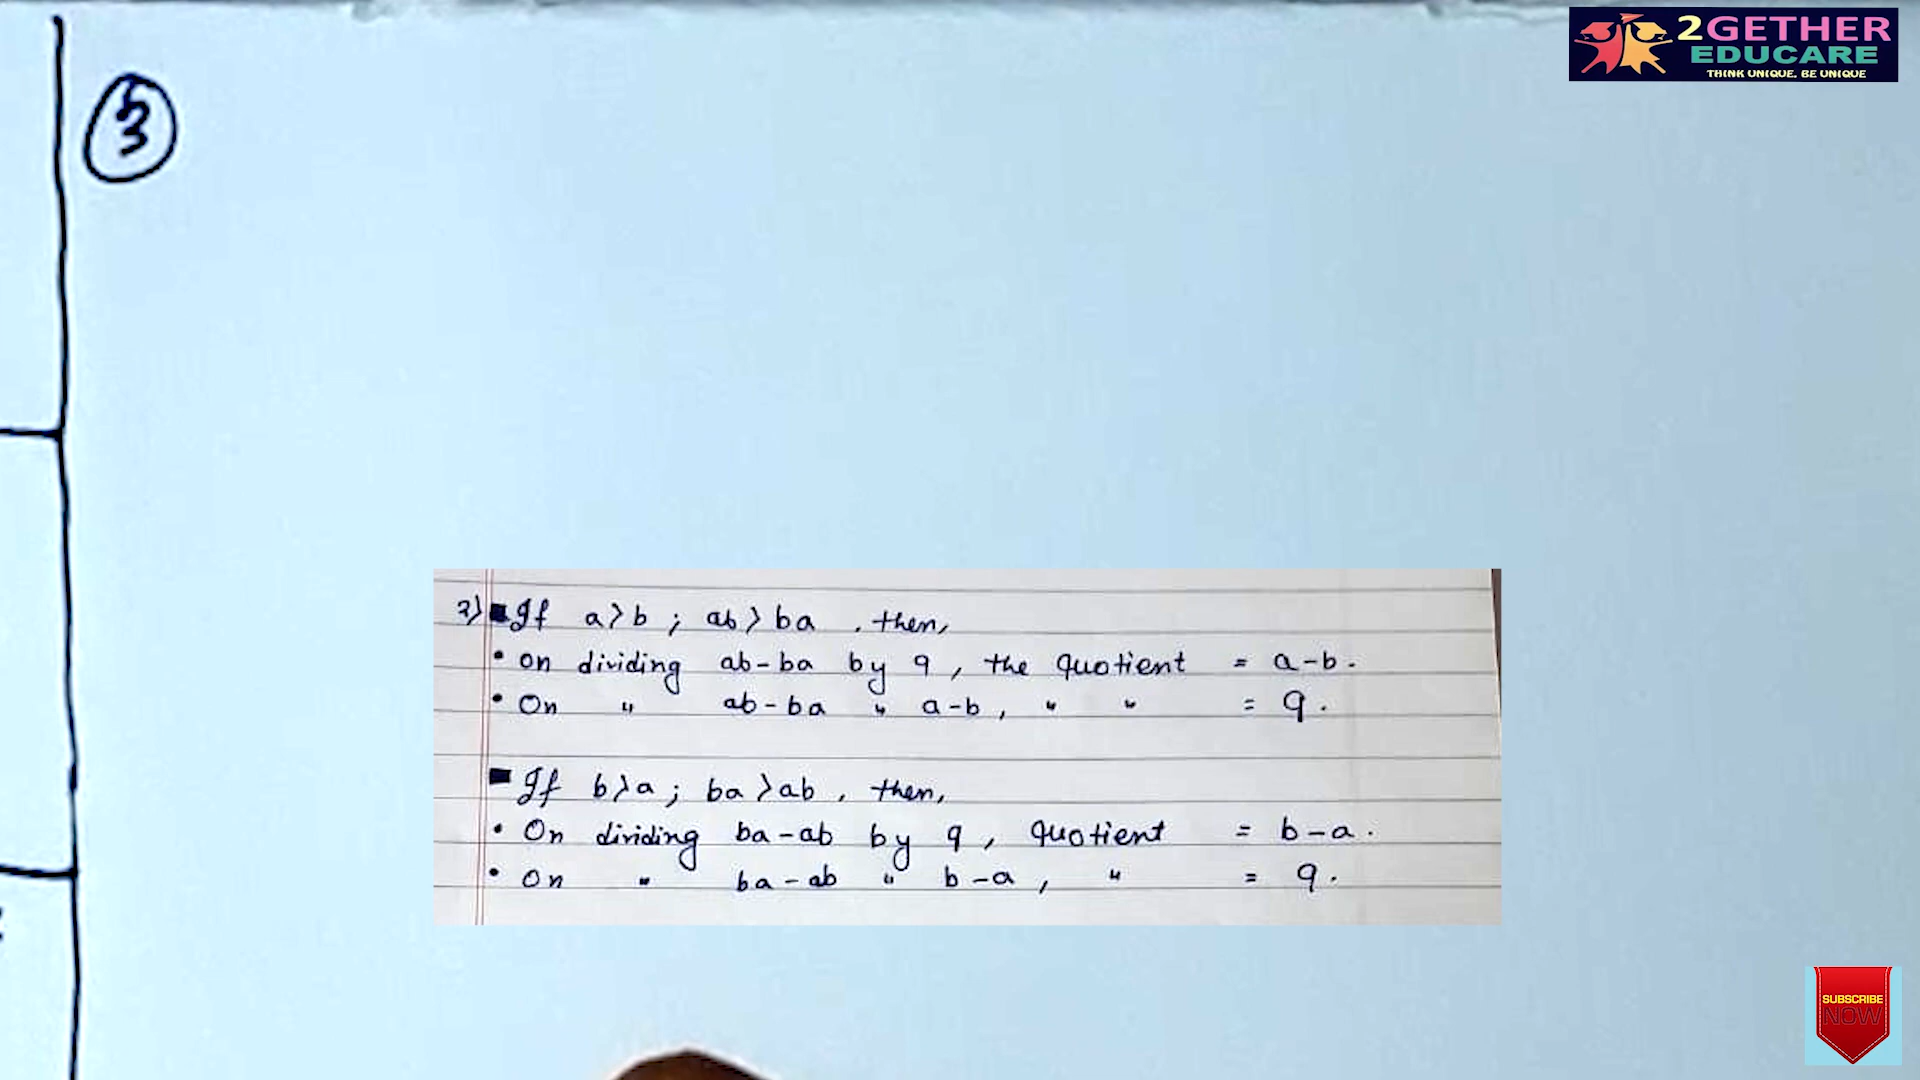 2GETHER
EDUCARE
THINK UNIQUE. BE UNIQUE
3
2) If a>b ; ab>ba , then,
• On dividing ab-ba by 9, the Quotient = a-b.
• On " ab-ba " a-b, " " = 9.
If b>a ; ba>ab , then,
• On dividing ba-ab by 9, Quotient = b-a.
• On " ba-ab " b-a, " = 9.
SUBSCRIBE
NOW